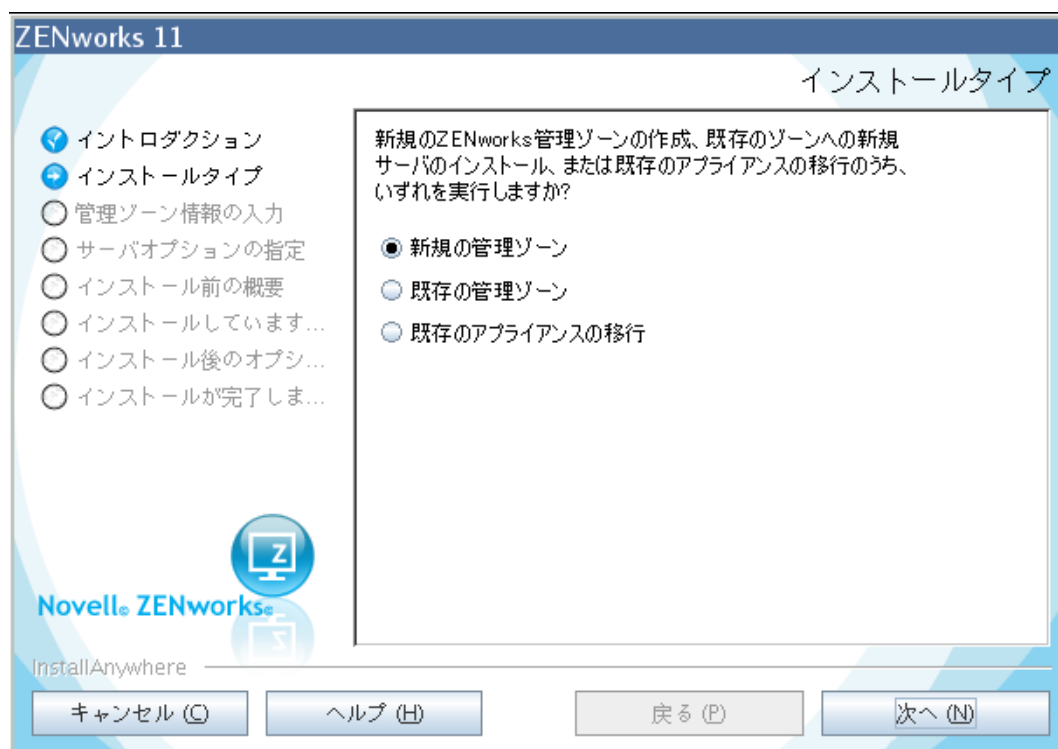 ZENworks 11
インストールタイプ
イントロダクション
インストールタイプ
管理ゾーン情報の入力
サーバオプションの指定
インストール前の概要
インストールしています...
インストール後のオプシ...
インストールが完了しま...
新規のZENworks管理ゾーンの作成、既存のゾーンへの新規
サーバのインストール、または既存のアプライアンスの移行のうち、
いずれを実行しますか?
新規の管理ゾーン
既存の管理ゾーン
既存のアプライアンスの移行
Z
Novell® ZENworks®
InstallAnywhere
キャンセル (C)
ヘルプ (H)
戻る (P)
次へ (N)